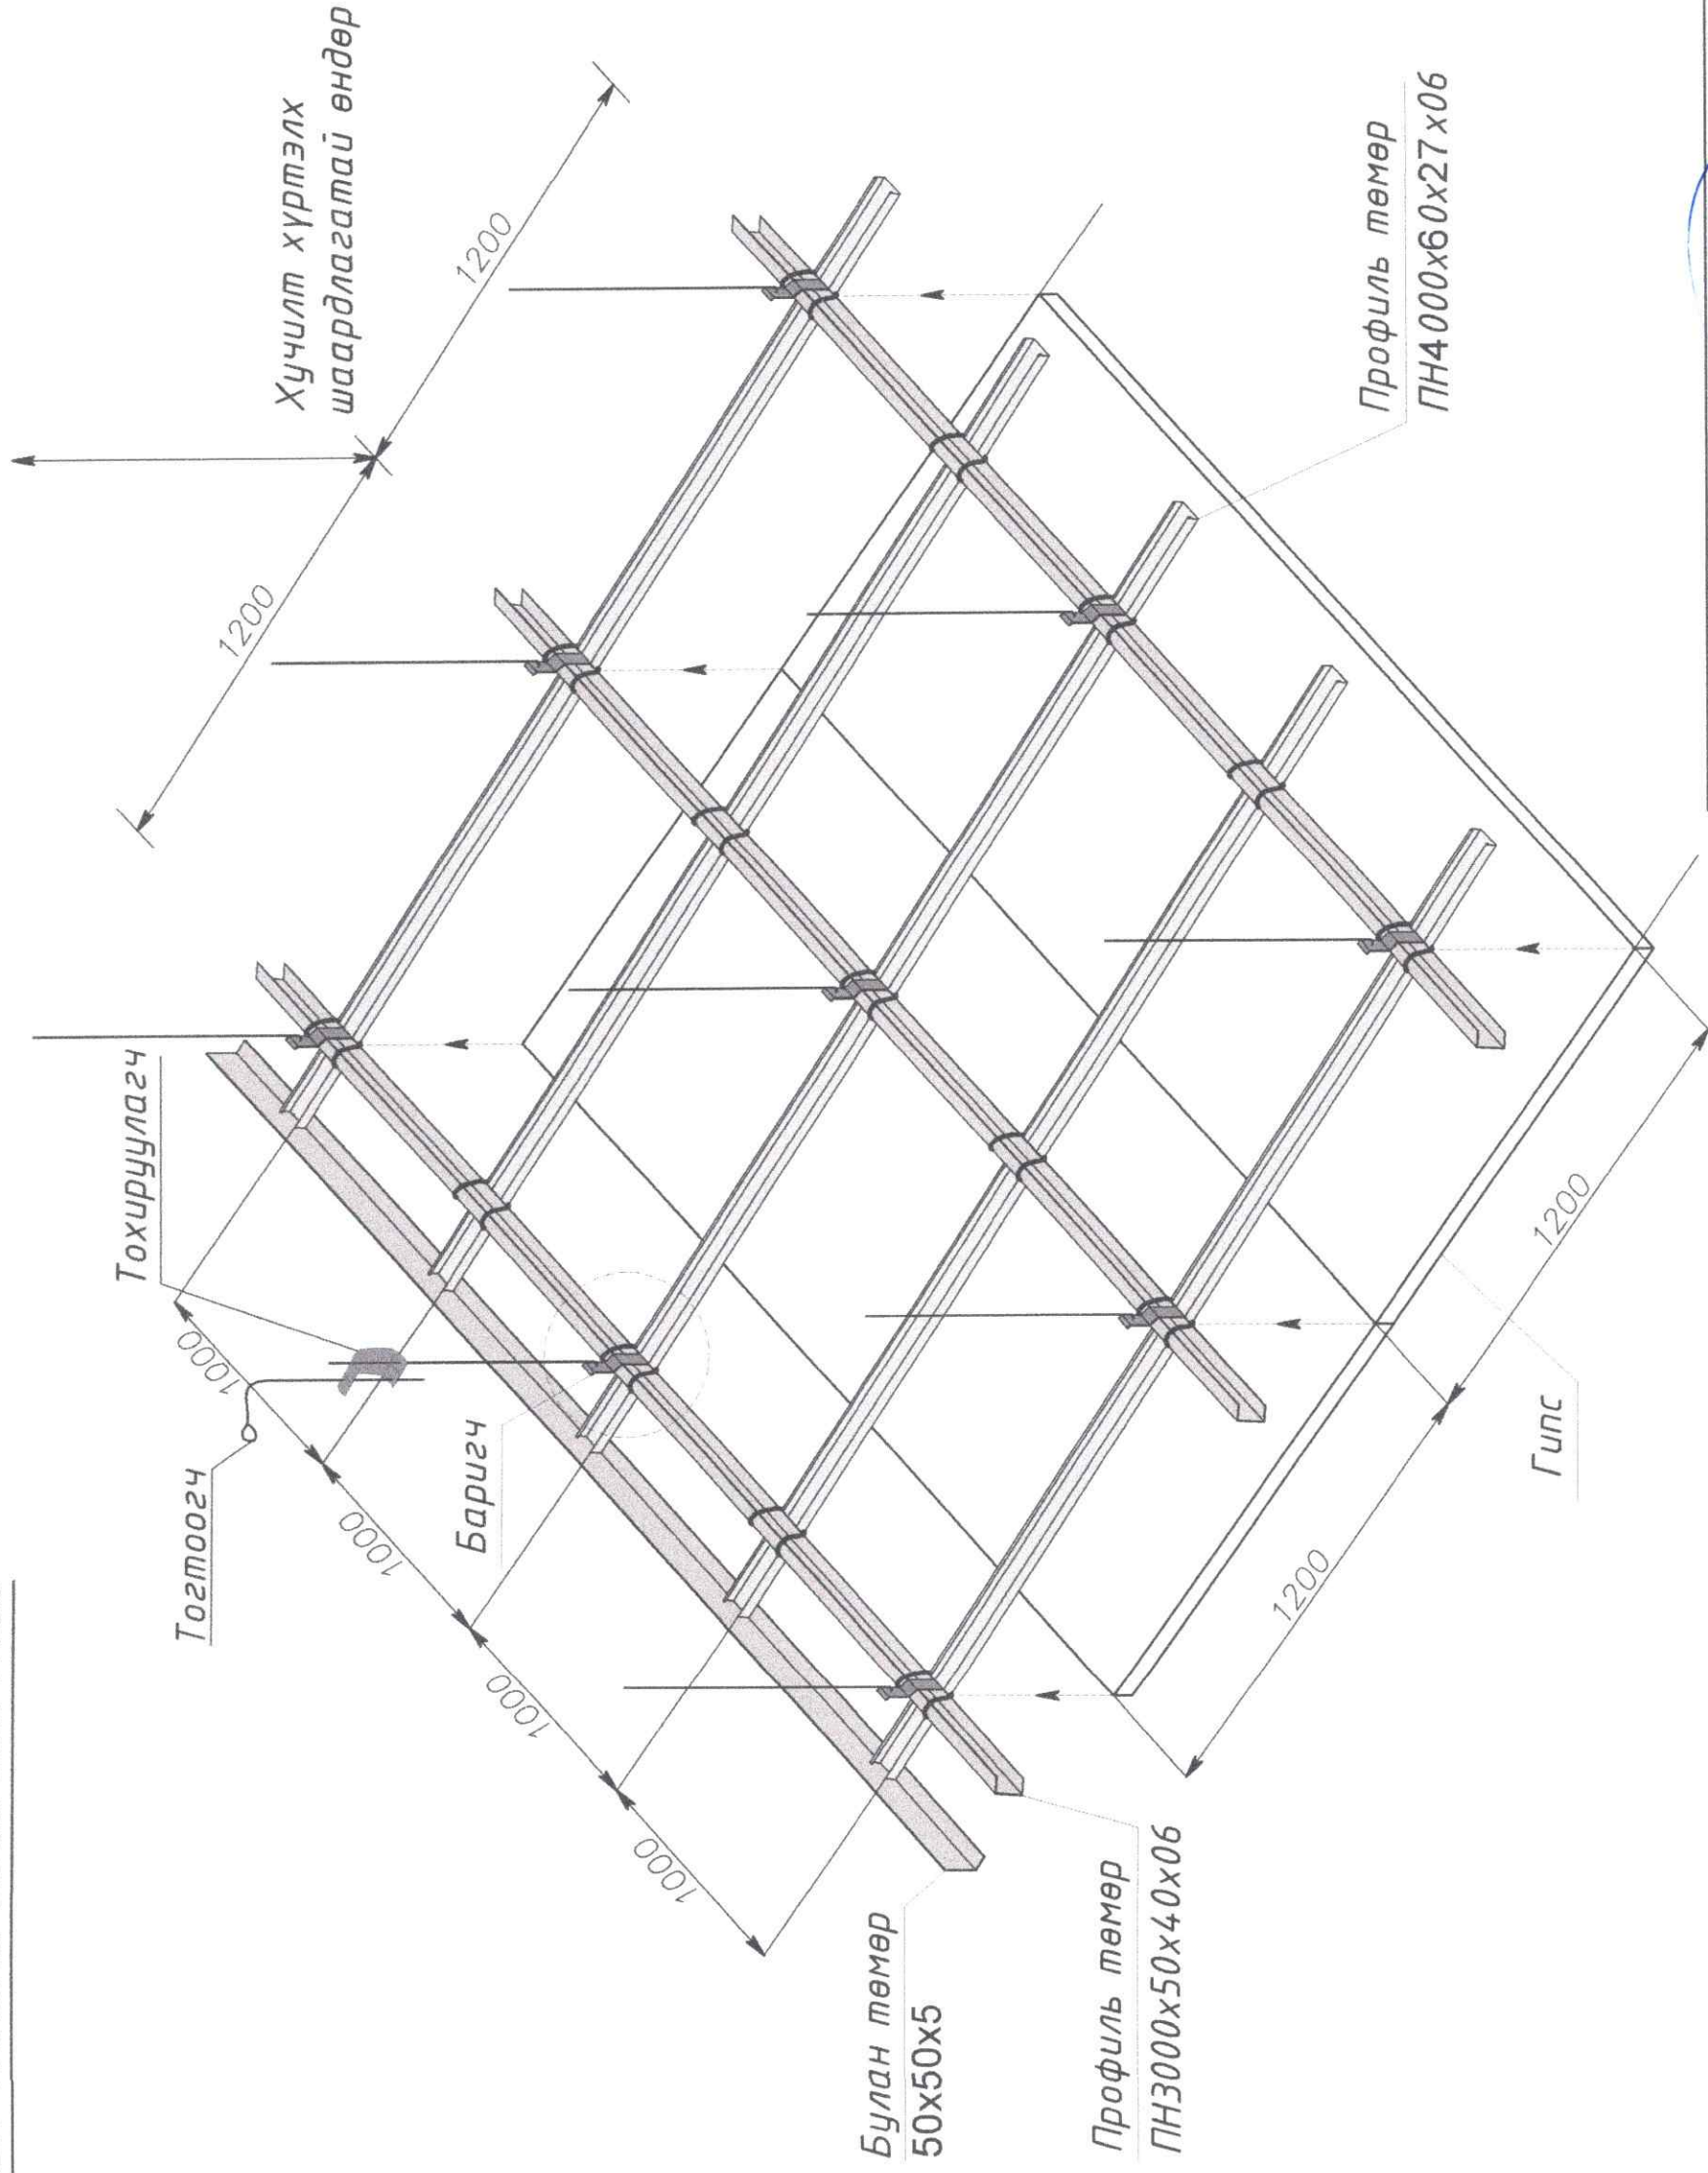 Хучилт хүртэлх
шаардлагатай өндөр
1200
1200
Тохируулагч
Тогтоогч
Баригч
1000
1000
1000
1000
Булан төмөр
50х50х5
Профиль төмөр
ПН3000х50х40х06
Профиль төмөр
ПН4000х60х27х06
Гипс
1200
1200